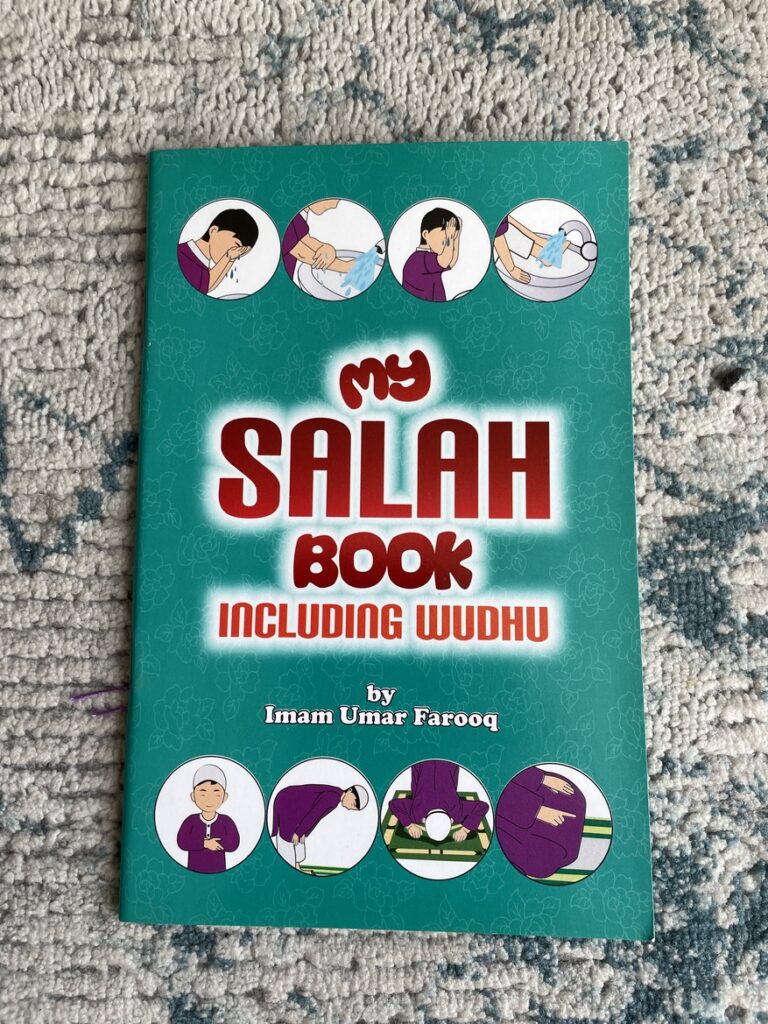 MY
SALAH
BOOK
INCLUDING WUDHU
by
Imam Umar Farooq